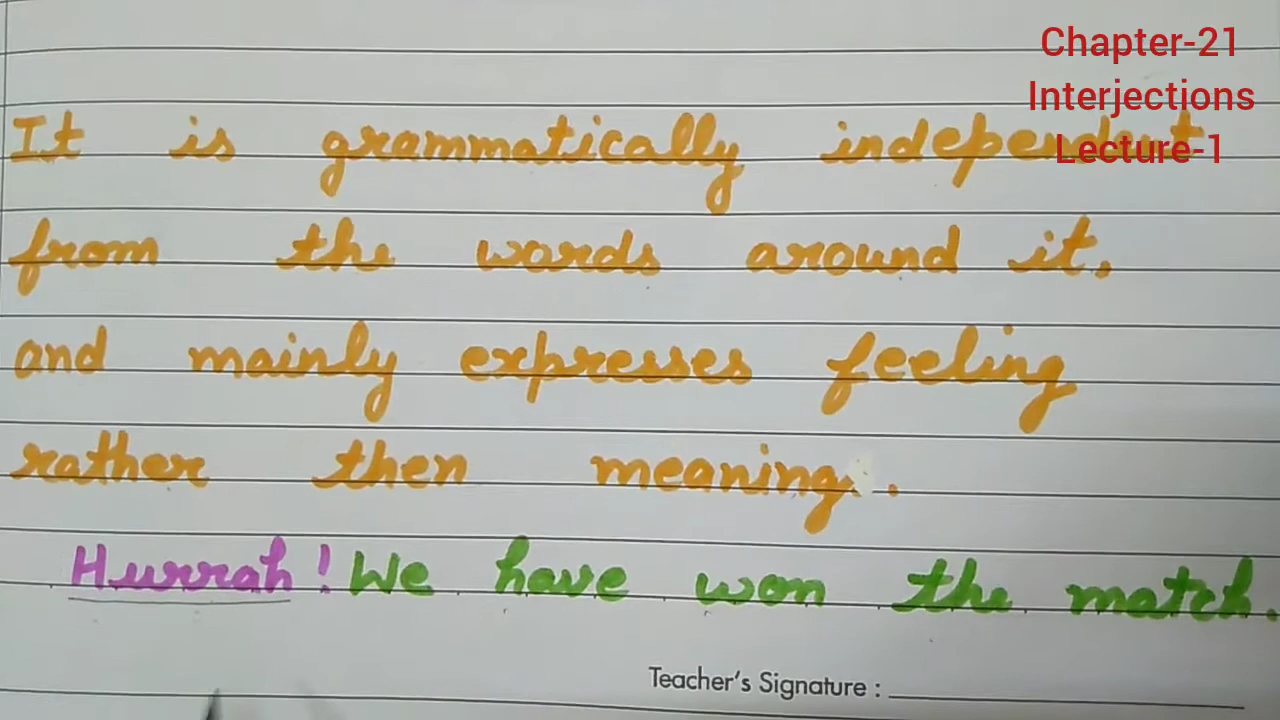 Chapter-21
Interjections
Lecture-1
It is grammatically independent
from the words around it,
and mainly expresses feeling
rather then meaning.
Hurrah! We have won the match.
Teacher's Signature :